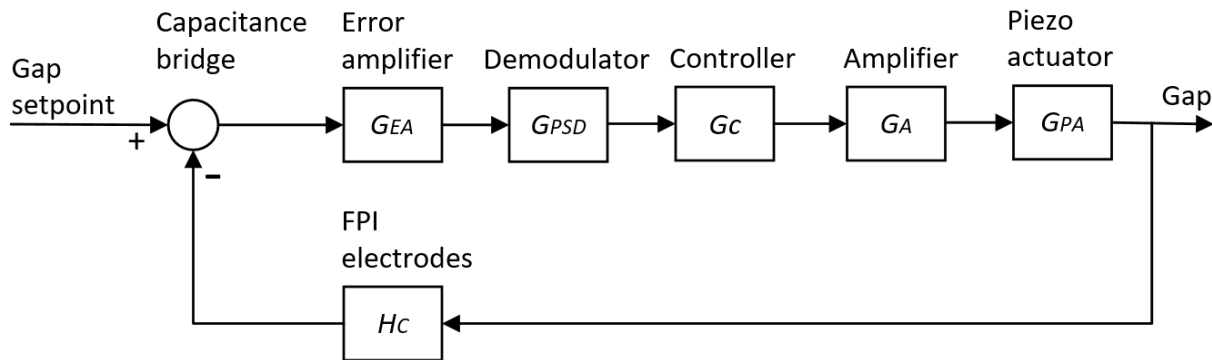 Capacitance
bridge
Error
amplifier
Demodulator
Controller
Amplifier
Piezo
actuator
Gap
setpoint
Gap
+
−
GEA
GPSD
GC
GA
GPA
FPI
electrodes
HC